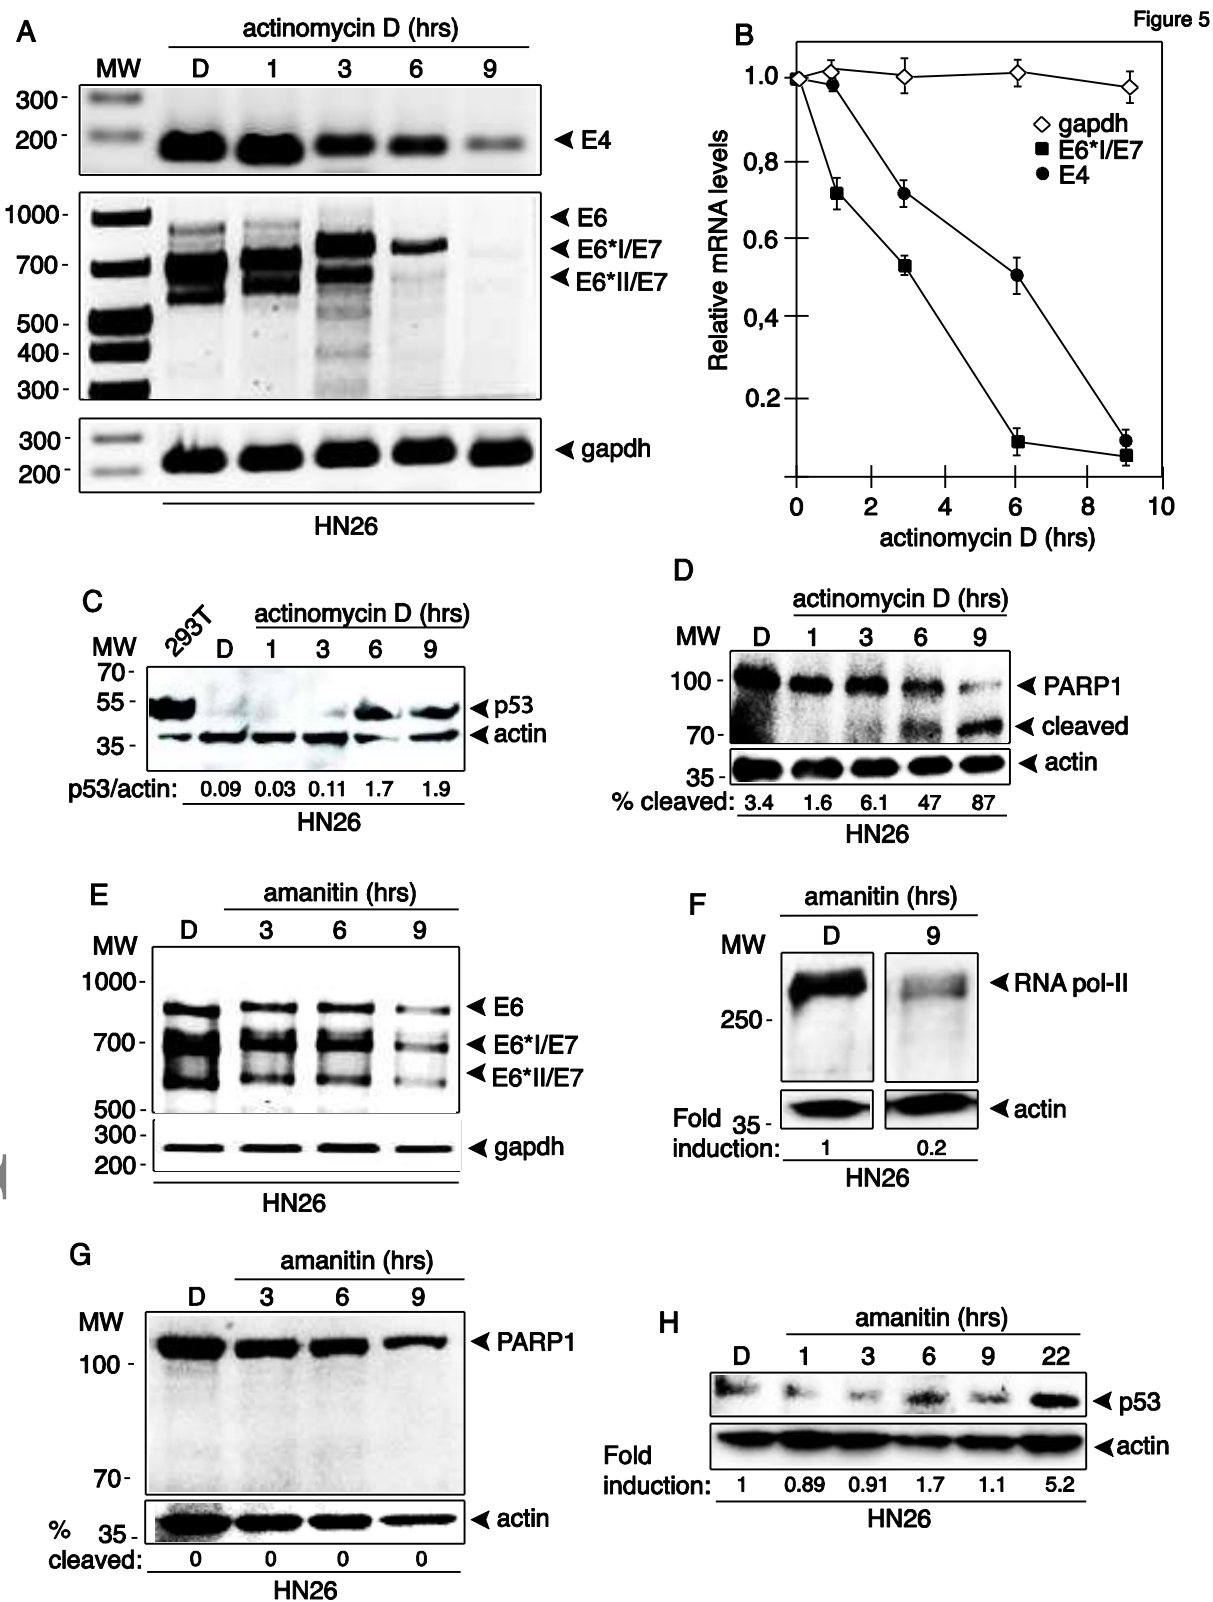 Figure 5
A
actinomycin D (hrs)
MW D 1 3 6 9
300 -
200 -
E4
1000 -
700 -
500 -
400 -
300 -
E6
E6*I/E7
E6*II/E7
300 -
200 -
gapdh
HN26
B
Relative mRNA levels
1.0
0,8
0.6
0,4
0.2
gapdh
E6*I/E7
E4
0 2 4 6 8 10
actinomycin D (hrs)
C
actinomycin D (hrs)
MW 293T D 1 3 6 9
70 -
55 -
35 -
p53
actin
p53/actin: 0.09 0.03 0.11 1.7 1.9
HN26
D
actinomycin D (hrs)
MW D 1 3 6 9
100 -
70 -
35 -
PARP1
cleaved
actin
% cleaved: 3.4 1.6 6.1 47 87
HN26
E
amanitin (hrs)
D 3 6 9
MW
1000 -
700 -
500 -
300 -
200 -
E6
E6*I/E7
E6*II/E7
gapdh
HN26
F
amanitin (hrs)
MW D 9
250 -
RNA pol-II
35 -
actin
Fold
induction: 1 0.2
HN26
G
amanitin (hrs)
D 3 6 9
MW
100 -
70 -
35 -
PARP1
actin
%
cleaved: 0 0 0 0
HN26
H
amanitin (hrs)
D 1 3 6 9 22
p53
actin
Fold
induction: 1 0.89 0.91 1.7 1.1 5.2
HN26